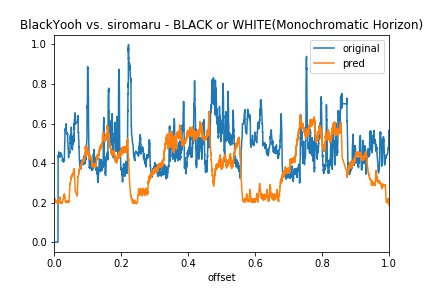 BlackYooh vs. siromaru - BLACK or WHITE(Monochromatic Horizon)
original
pred
1.0
0.8
0.6
0.4
0.2
0.0
0.0 0.2 0.4 0.6 0.8 1.0
offset